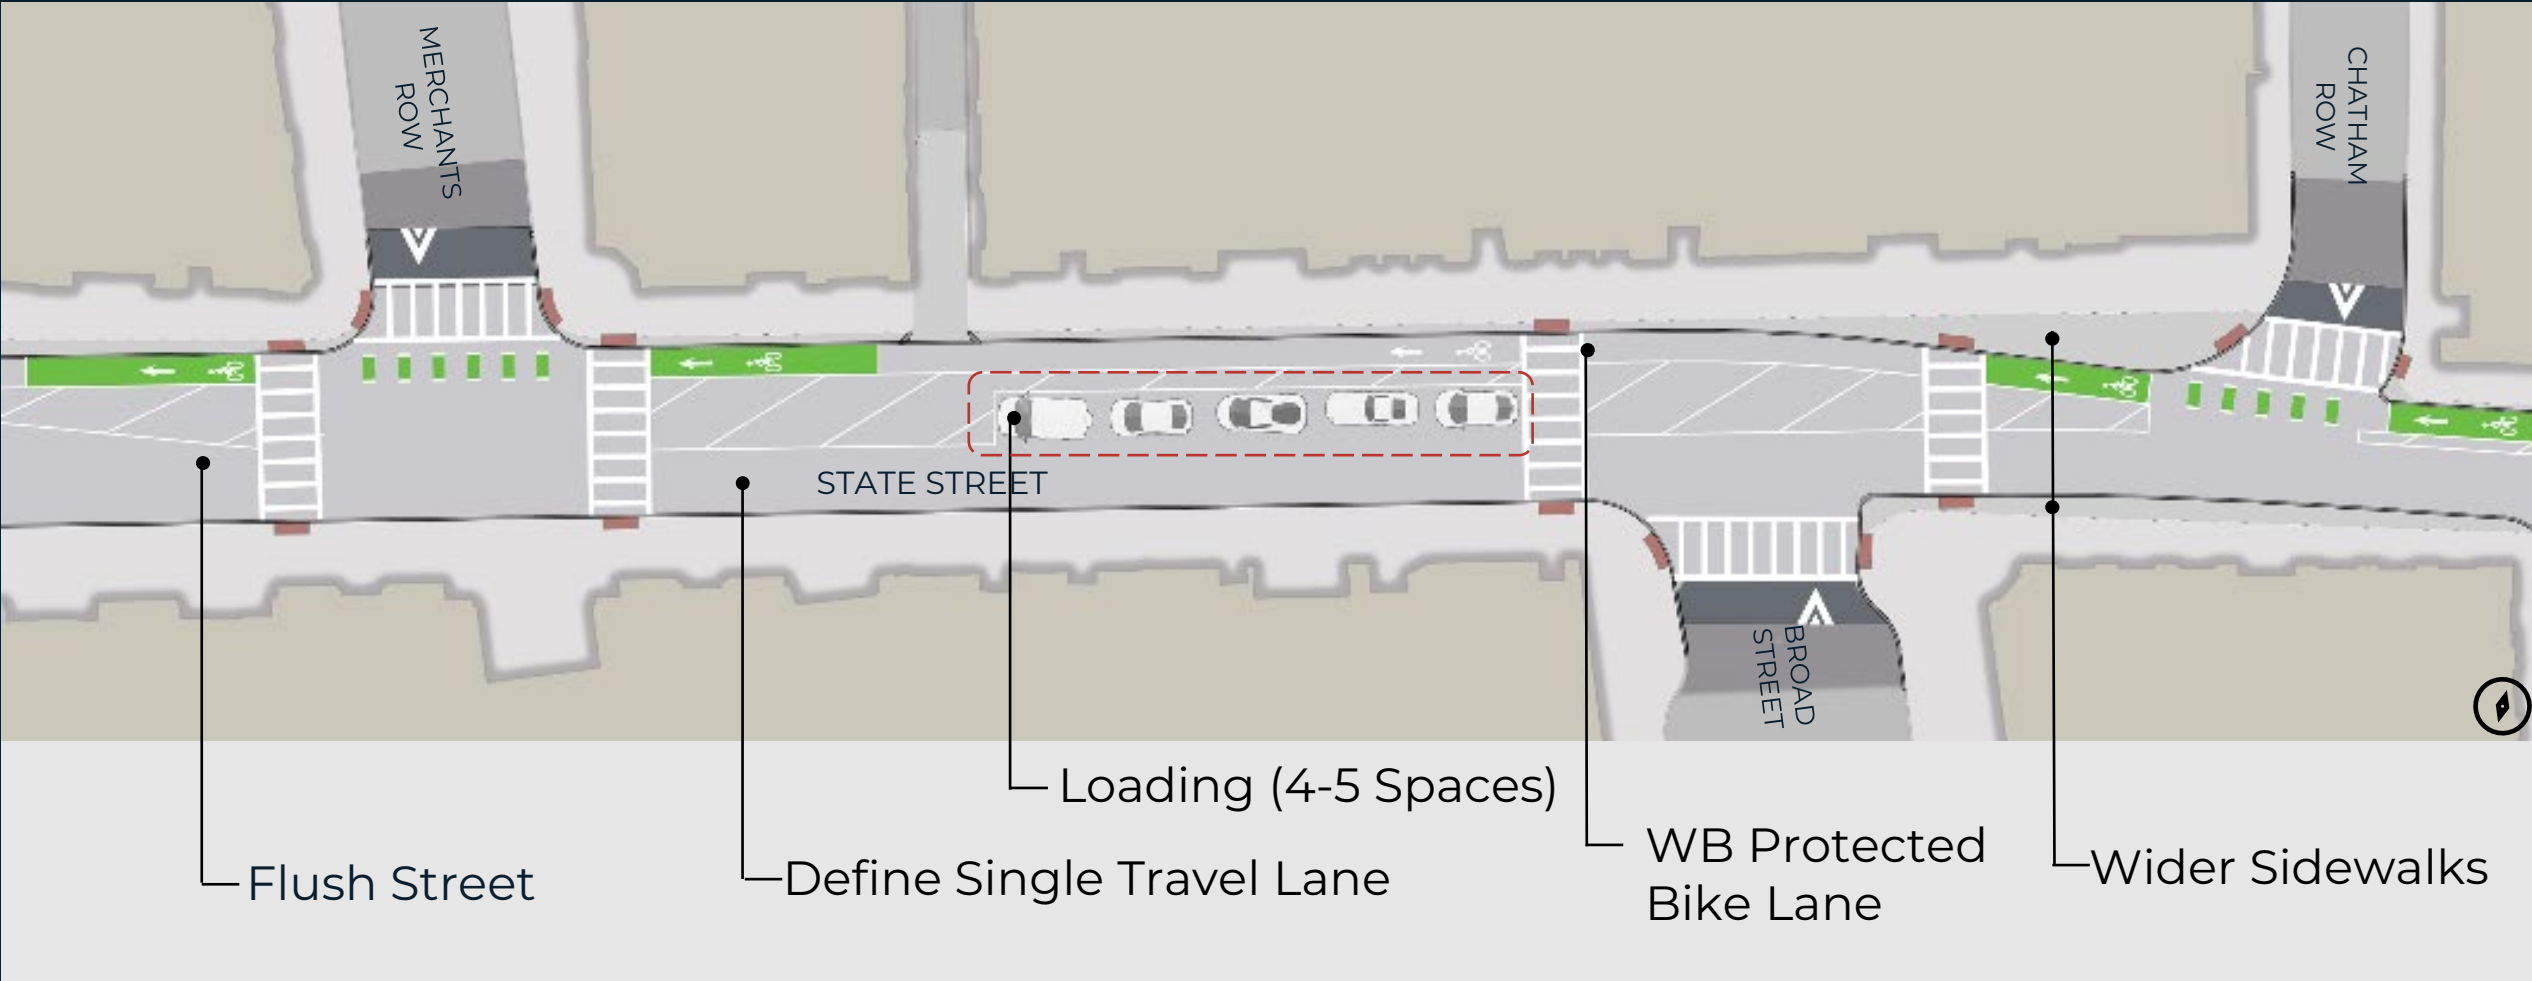 MERCHANTS
ROW
CHATHAM
ROW
STATE STREET
BROAD
STREET
Loading (4-5 Spaces)
WB Protected
Bike Lane
Wider Sidewalks
Define Single Travel Lane
Flush Street